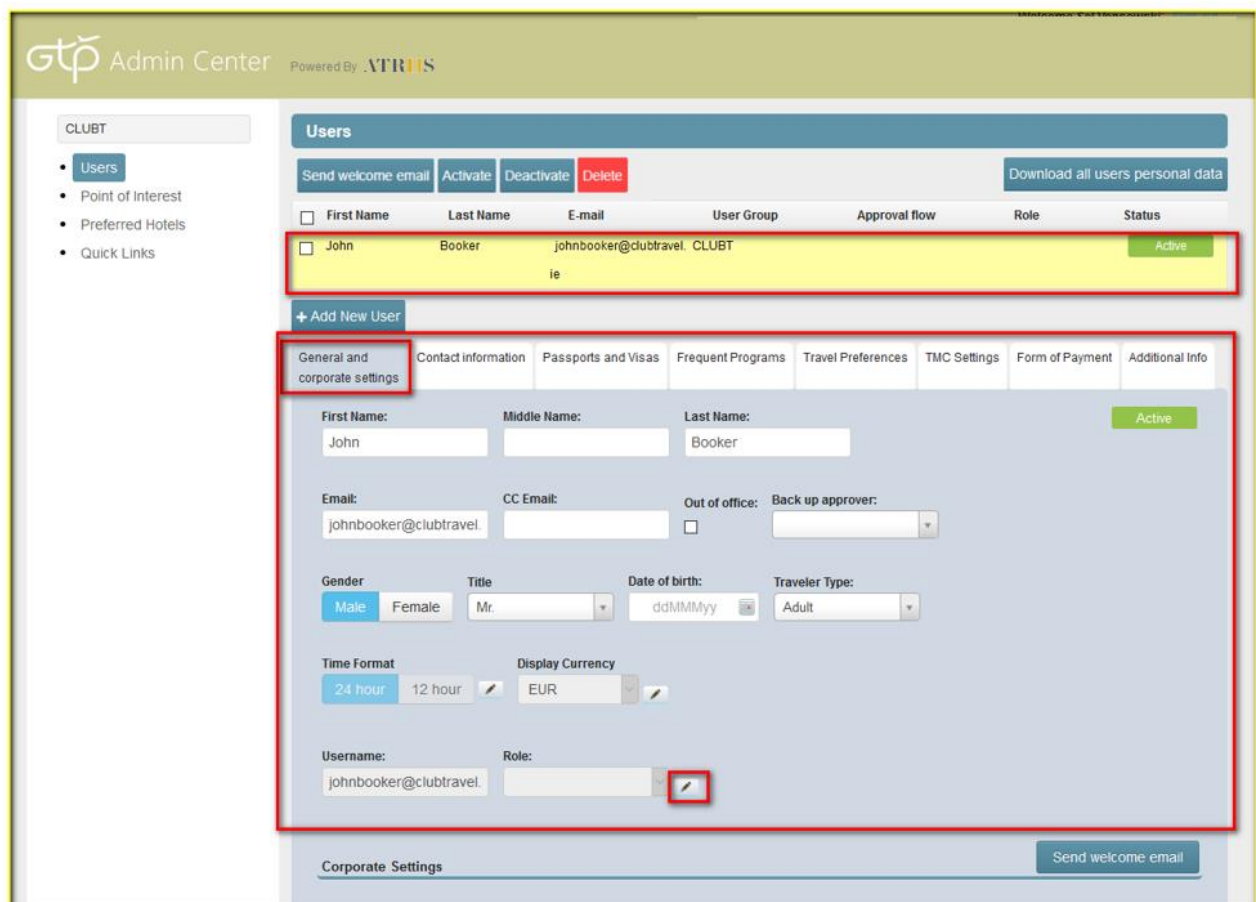 gtp Admin Center Powered By ATRIIS
CLUBT
Users
Point of Interest
Preferred Hotels
Quick Links
Users
Send welcome email Activate Deactivate Delete Download all users personal data
First Name Last Name E-mail User Group Approval flow Role Status
John Booker johnbooker@clubtravel. CLUBT Active
ie
+ Add New User
General and Contact information Passports and Visas Frequent Programs Travel Preferences TMC Settings Form of Payment Additional Info
corporate settings
First Name: Middle Name: Last Name: Active
John Booker
Email: CC Email: Out of office: Back up approver:
johnbooker@clubtravel.
Gender Title Date of birth: Traveler Type:
Male Female Mr. ddMMMyy Adult
Time Format Display Currency
24 hour 12 hour EUR
Username: Role:
johnbooker@clubtravel.
Corporate Settings Send welcome email